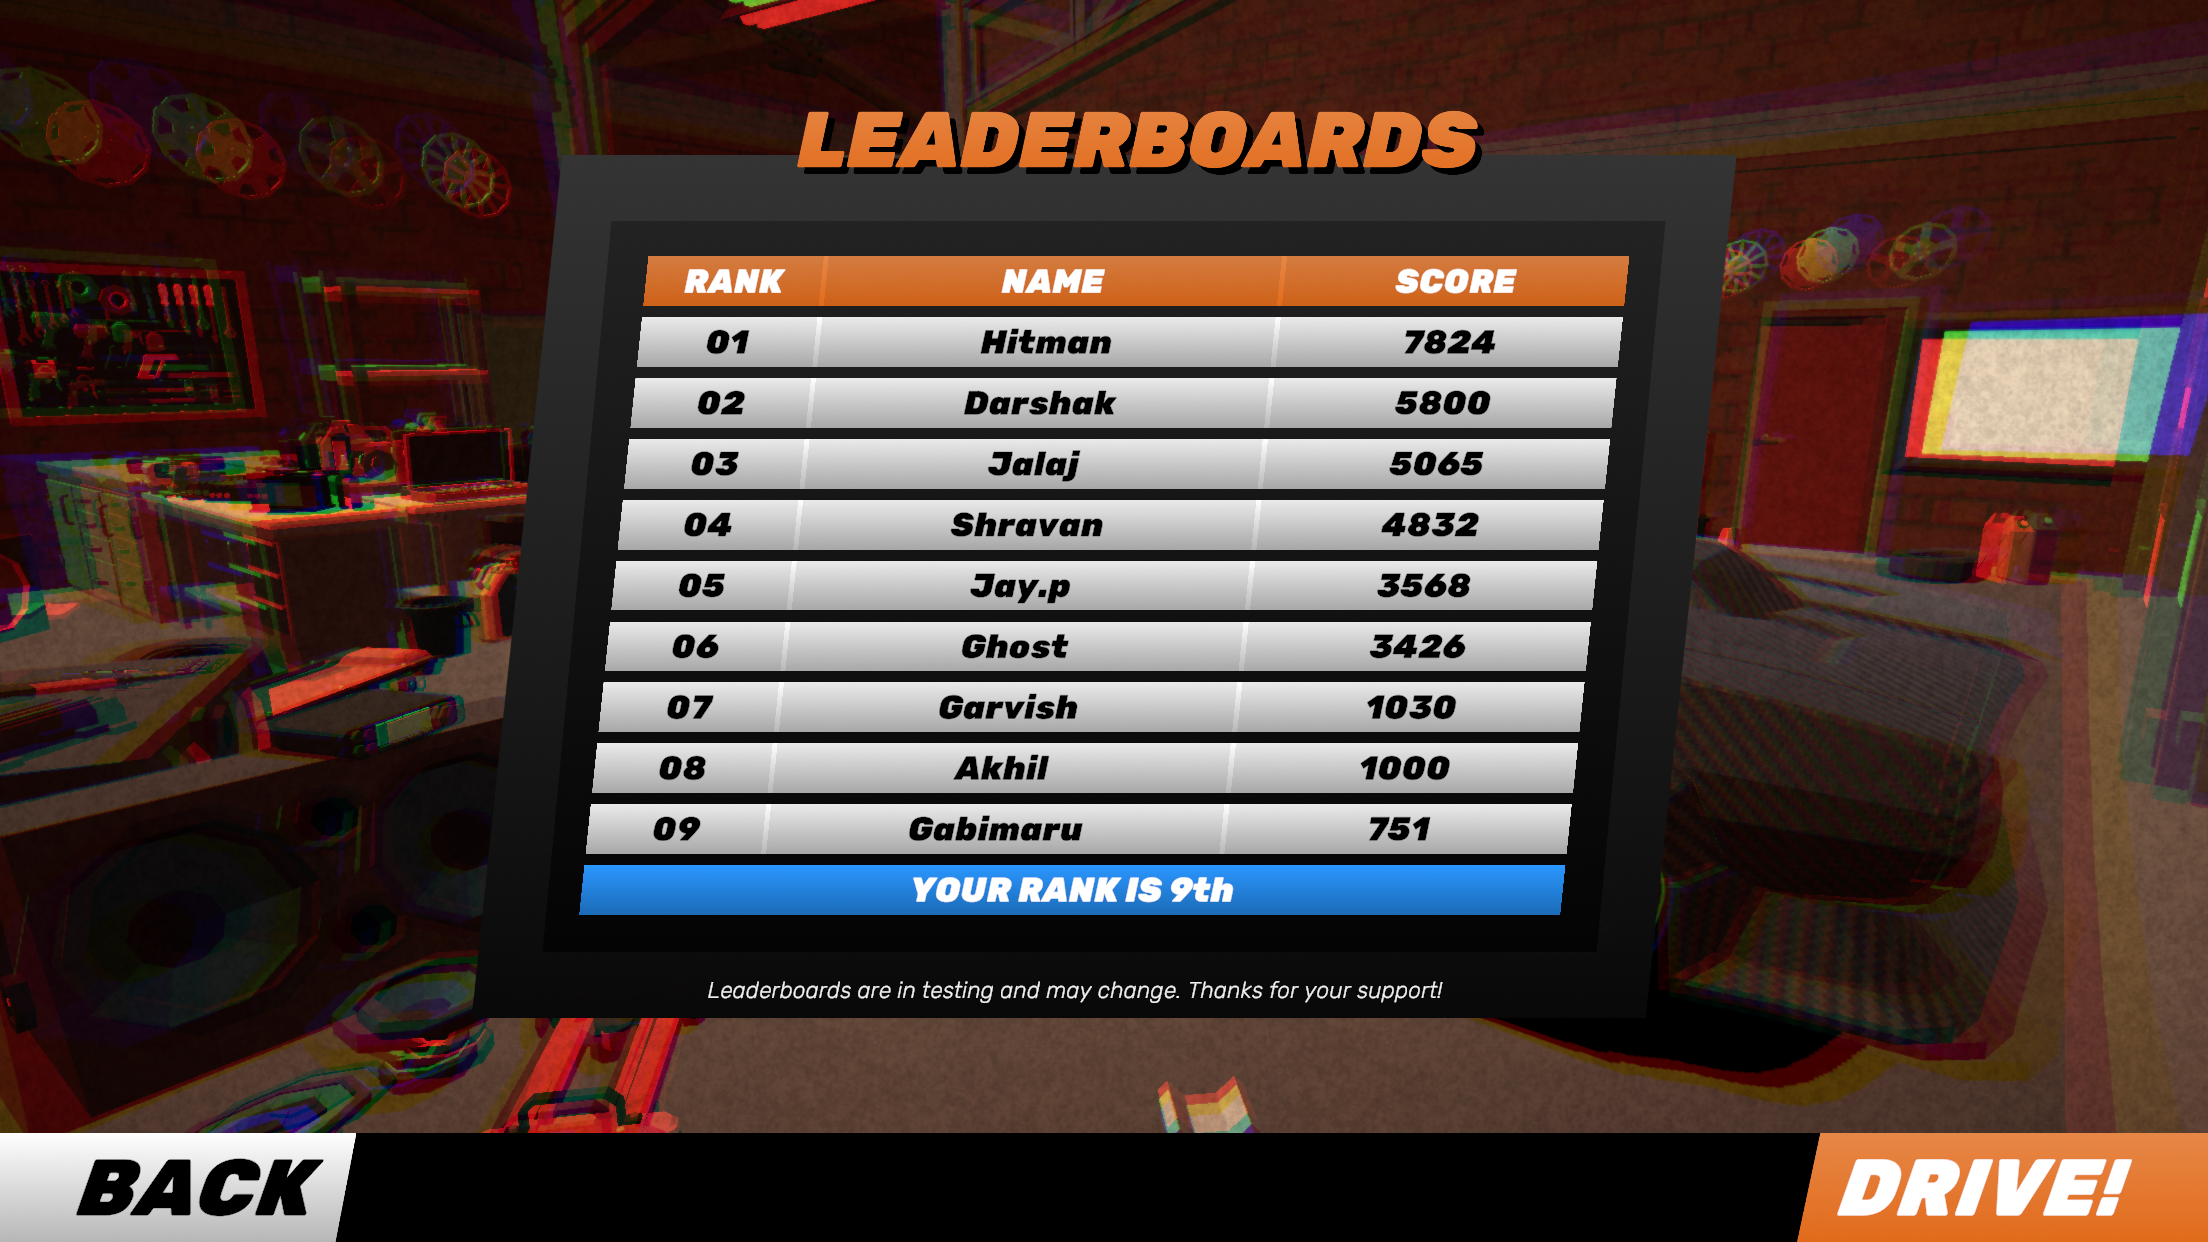 LEADERBOARDS
RANK NAME SCORE
01 Hitman 7824
02 Darshak 5800
03 Jalaj 5065
04 Shravan 4832
05 Jay.p 3568
06 Ghost 3426
07 Garvish 1030
08 Akhil 1000
09 Gabimaru 751
YOUR RANK IS 9th
Leaderboards are in testing and may change. Thanks for your support!
BACK DRIVE!